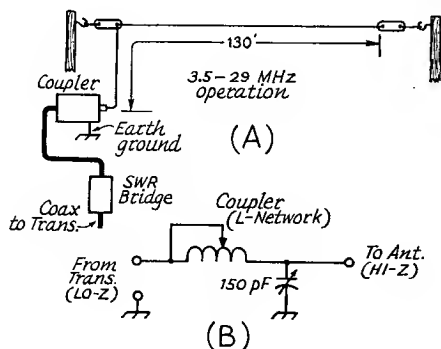 130'
3.5-29 MHz
operation
Coupler
(A)
Earth
ground
SWR
Bridge
Coax
to Trans.
Coupler
(L-Network)
From
Trans.
(LO-Z)
150 pF
To Ant.
(HI-Z)
(B)